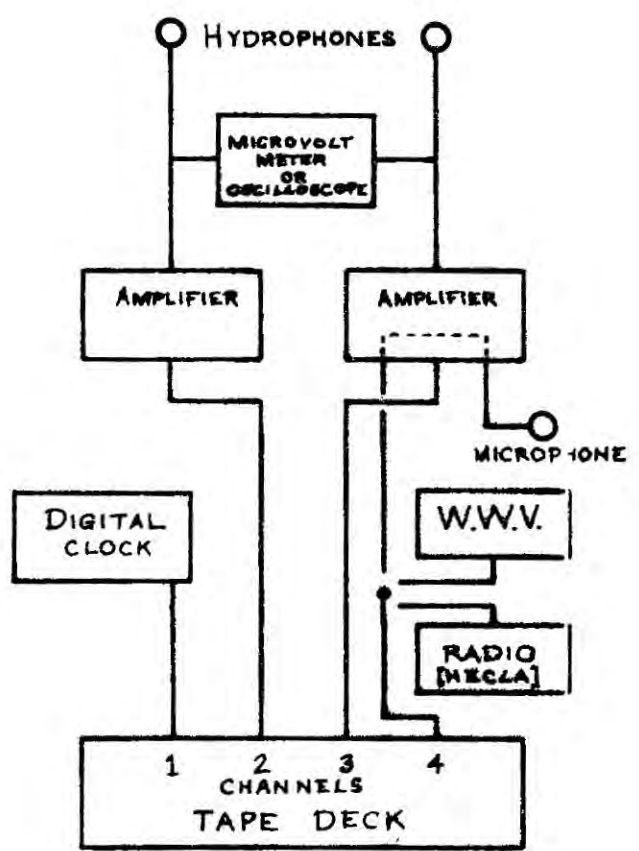 HYDROPHONES
MICROVOLT
METER
OR
OSCILLOSCOPE
AMPLIFIER
AMPLIFIER
MICROPHONE
DIGITAL
CLOCK
W.W.V.
RADIO
[HECLA]
1 2 3 4
CHANNELS
TAPE DECK